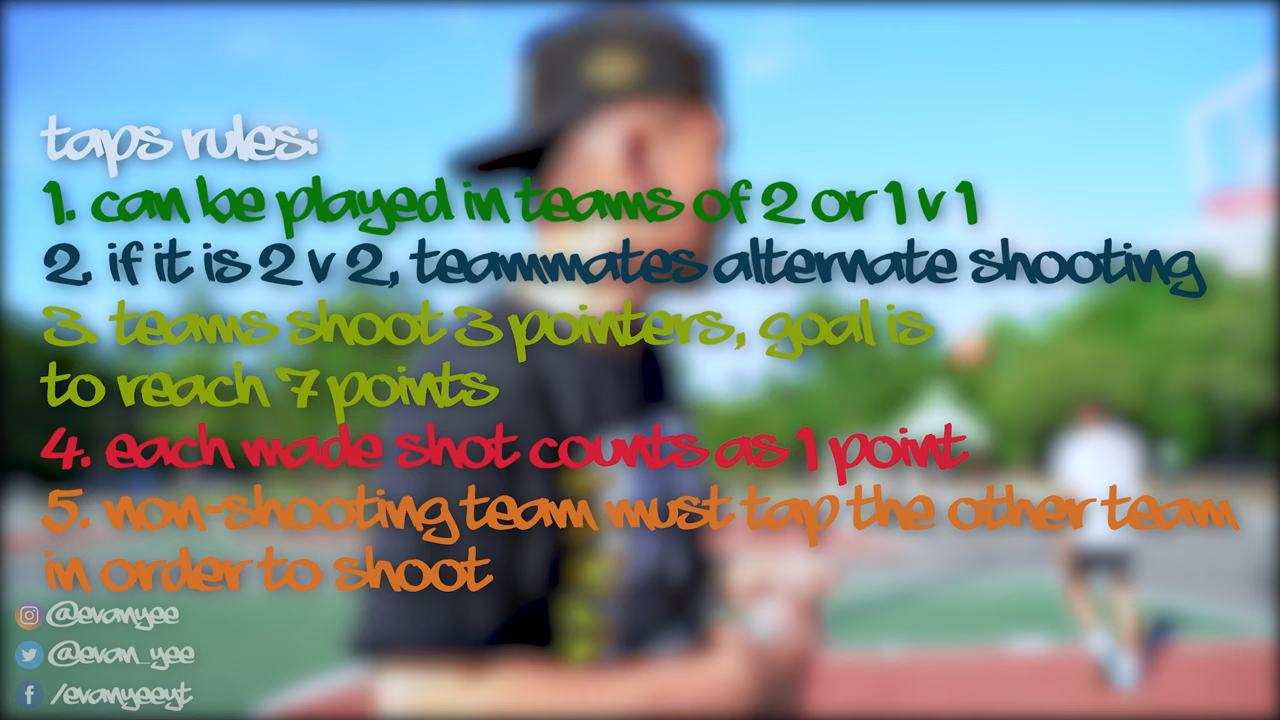 taps rules:
1. can be played in teams of 2 or 1 v 1
2. if it is 2 v 2, teammates alternate shooting
3. teams shoot 3 pointers, goal is
to reach 7 points
4. each made shot counts as 1 point
5. non-shooting team must tap the other team
in order to shoot
@evanyee
@evan_yee
/evanyeeyt